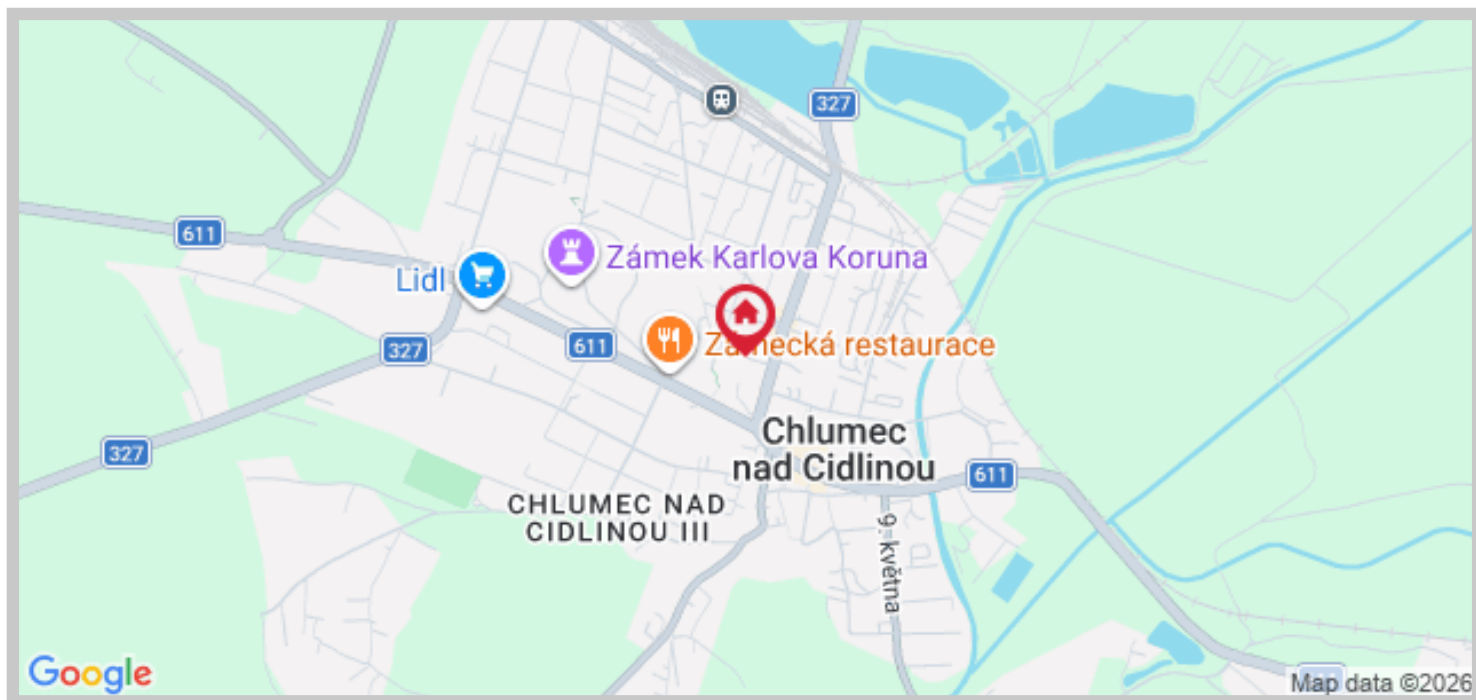 327
611
Zámek Karlova Koruna
Lidl
611
Zámecká restaurace
327
Chlumec
nad Cidlinou
327
611
CHLUMEC NAD
CIDLINOU III
9. května
Google
Map data ©2026